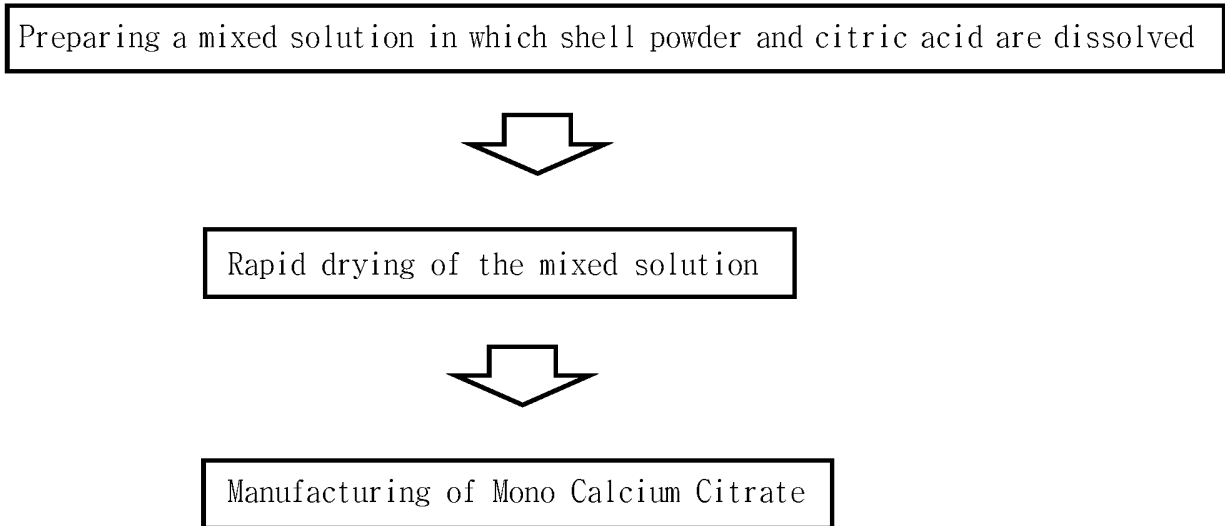 Preparing a mixed solution in which shell powder and citric acid are dissolved
Rapid drying of the mixed solution
Manufacturing of Mono Calcium Citrate